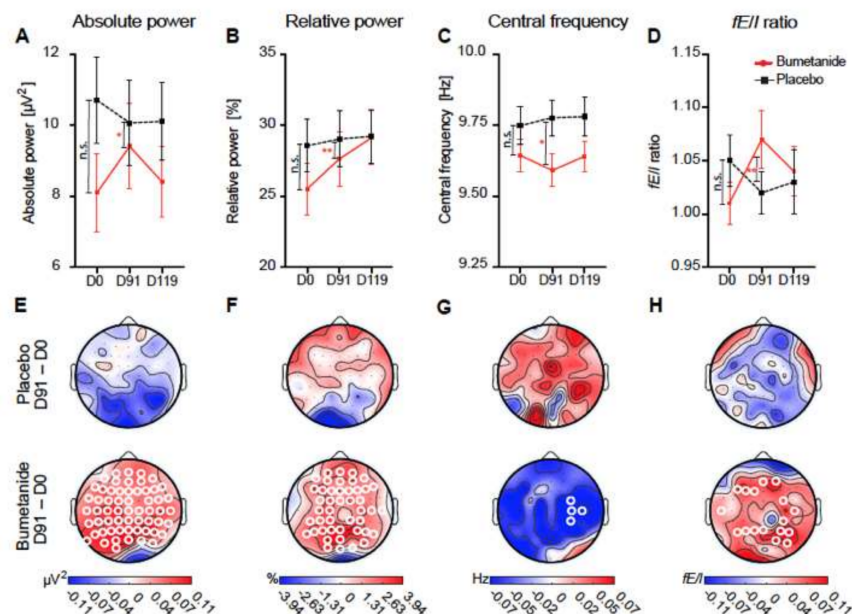 Absolute power
Relative power
Central frequency
fE/I ratio
A
B
C
D
Absolute power [µV²]
12
10
8
6
n.s.
*
D0 D91 D119
Relative power [%]
35
30
25
20
n.s.
**
D0 D91 D119
Central frequency [Hz]
10.0
9.75
9.50
9.25
n.s.
*
D0 D91 D119
fE/I ratio
1.15
1.10
1.05
1.00
0.95
n.s.
**
D0 D91 D119
Bumetanide
Placebo
E
F
G
H
Placebo
D91 – D0
Bumetanide
D91 – D0
µV²
-0.11 -0.07 -0.04 0 0.04 0.07 0.11
%
-3.94 -2.63 -1.31 0 1.31 2.63 3.94
Hz
-0.07 -0.05 -0.02 0 0.02 0.05 0.07
fE/I
-0.11 -0.07 -0.04 0 0.04 0.07 0.11